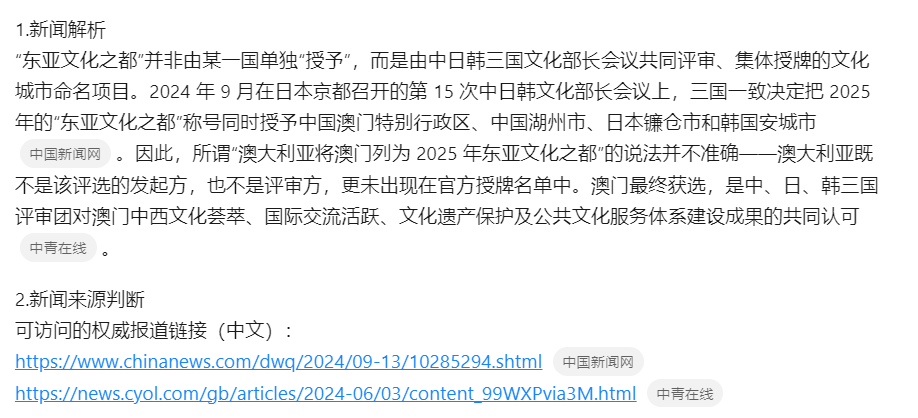 1.新闻解析
“东亚文化之都”并非由某一国单独“授予”，而是由中日韩三国文化部长会议共同评审、集体授牌的文化
城市命名项目。2024 年 9 月在日本京都召开的第 15 次中日韩文化部长会议上，三国一致决定把 2025
年的“东亚文化之都”称号同时授予中国澳门特别行政区、中国湖州市、日本镰仓市和韩国安城市
中国新闻网 。因此，所谓“澳大利亚将澳门列为 2025 年东亚文化之都”的说法并不准确——澳大利亚既
不是该评选的发起方，也不是评审方，更未出现在官方授牌名单中。澳门最终获选，是中、日、韩三国
评审团对澳门中西文化荟萃、国际交流活跃、文化遗产保护及公共文化服务体系建设成果的共同认可
中青在线 。
2.新闻来源判断
可访问的权威报道链接（中文）：
https://www.chinanews.com/dwq/2024/09-13/10285294.shtml 中国新闻网
https://news.cyol.com/gb/articles/2024-06/03/content_99WXPvia3M.html 中青在线